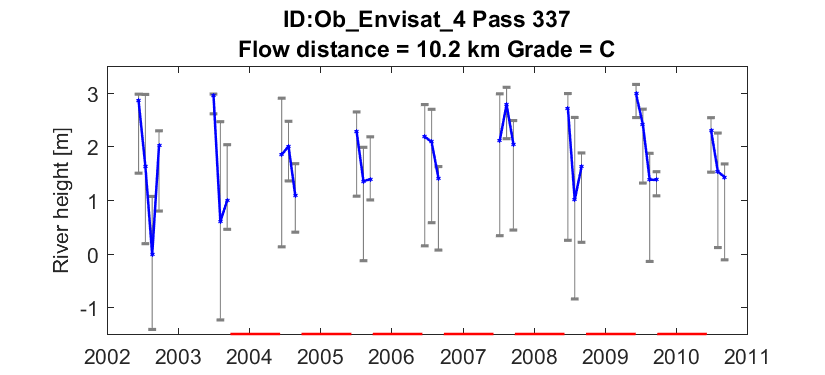 ID:Ob_Envisat_4 Pass 337
Flow distance = 10.2 km Grade = C
River height [m]
3
2
1
0
-1
2002 2003 2004 2005 2006 2007 2008 2009 2010 2011